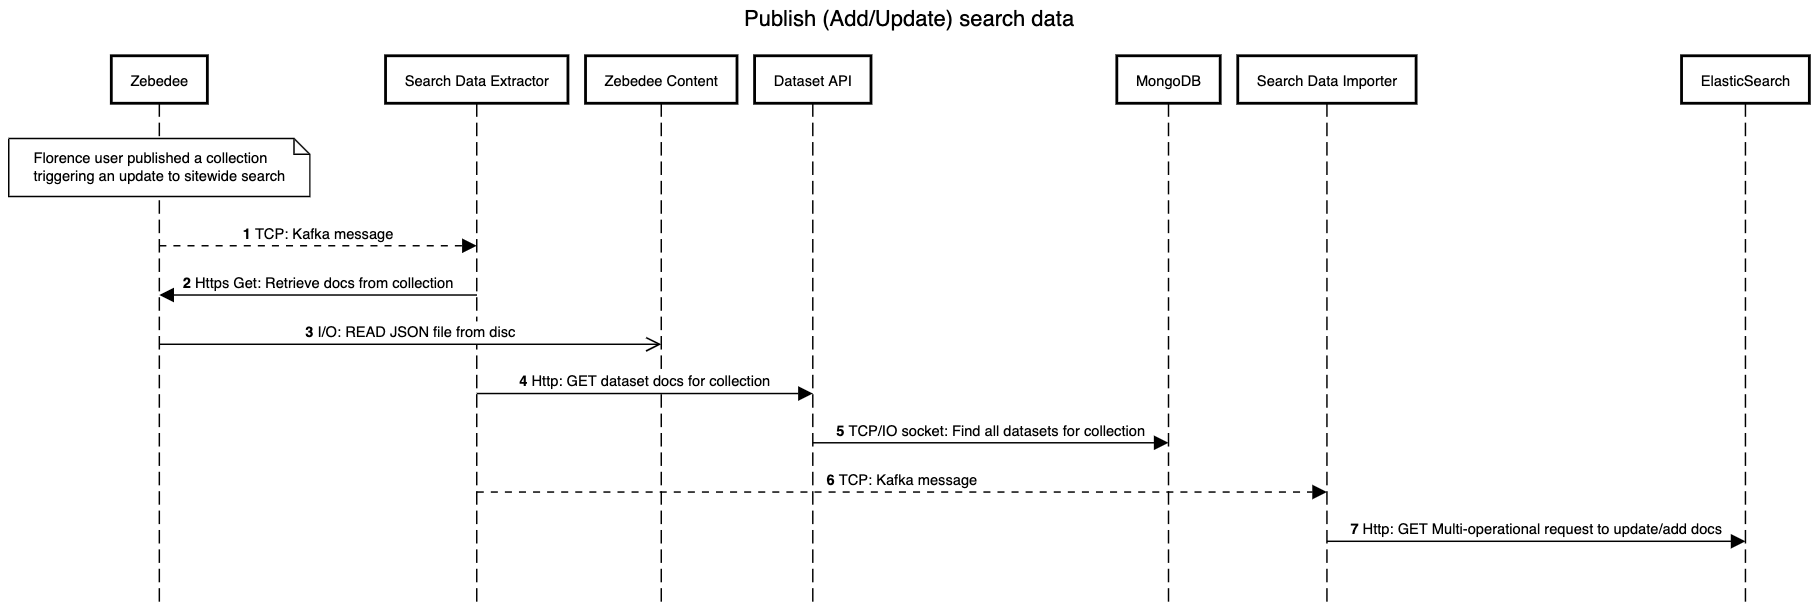 Publish (Add/Update) search data
Zebedee
Search Data Extractor
Zebedee Content
Dataset API
MongoDB
Search Data Importer
ElasticSearch
Florence user published a collection
triggering an update to sitewide search
1 TCP: Kafka message
2 Https Get: Retrieve docs from collection
3 I/O: READ JSON file from disc
4 Http: GET dataset docs for collection
5 TCP/IO socket: Find all datasets for collection
6 TCP: Kafka message
7 Http: GET Multi-operational request to update/add docs